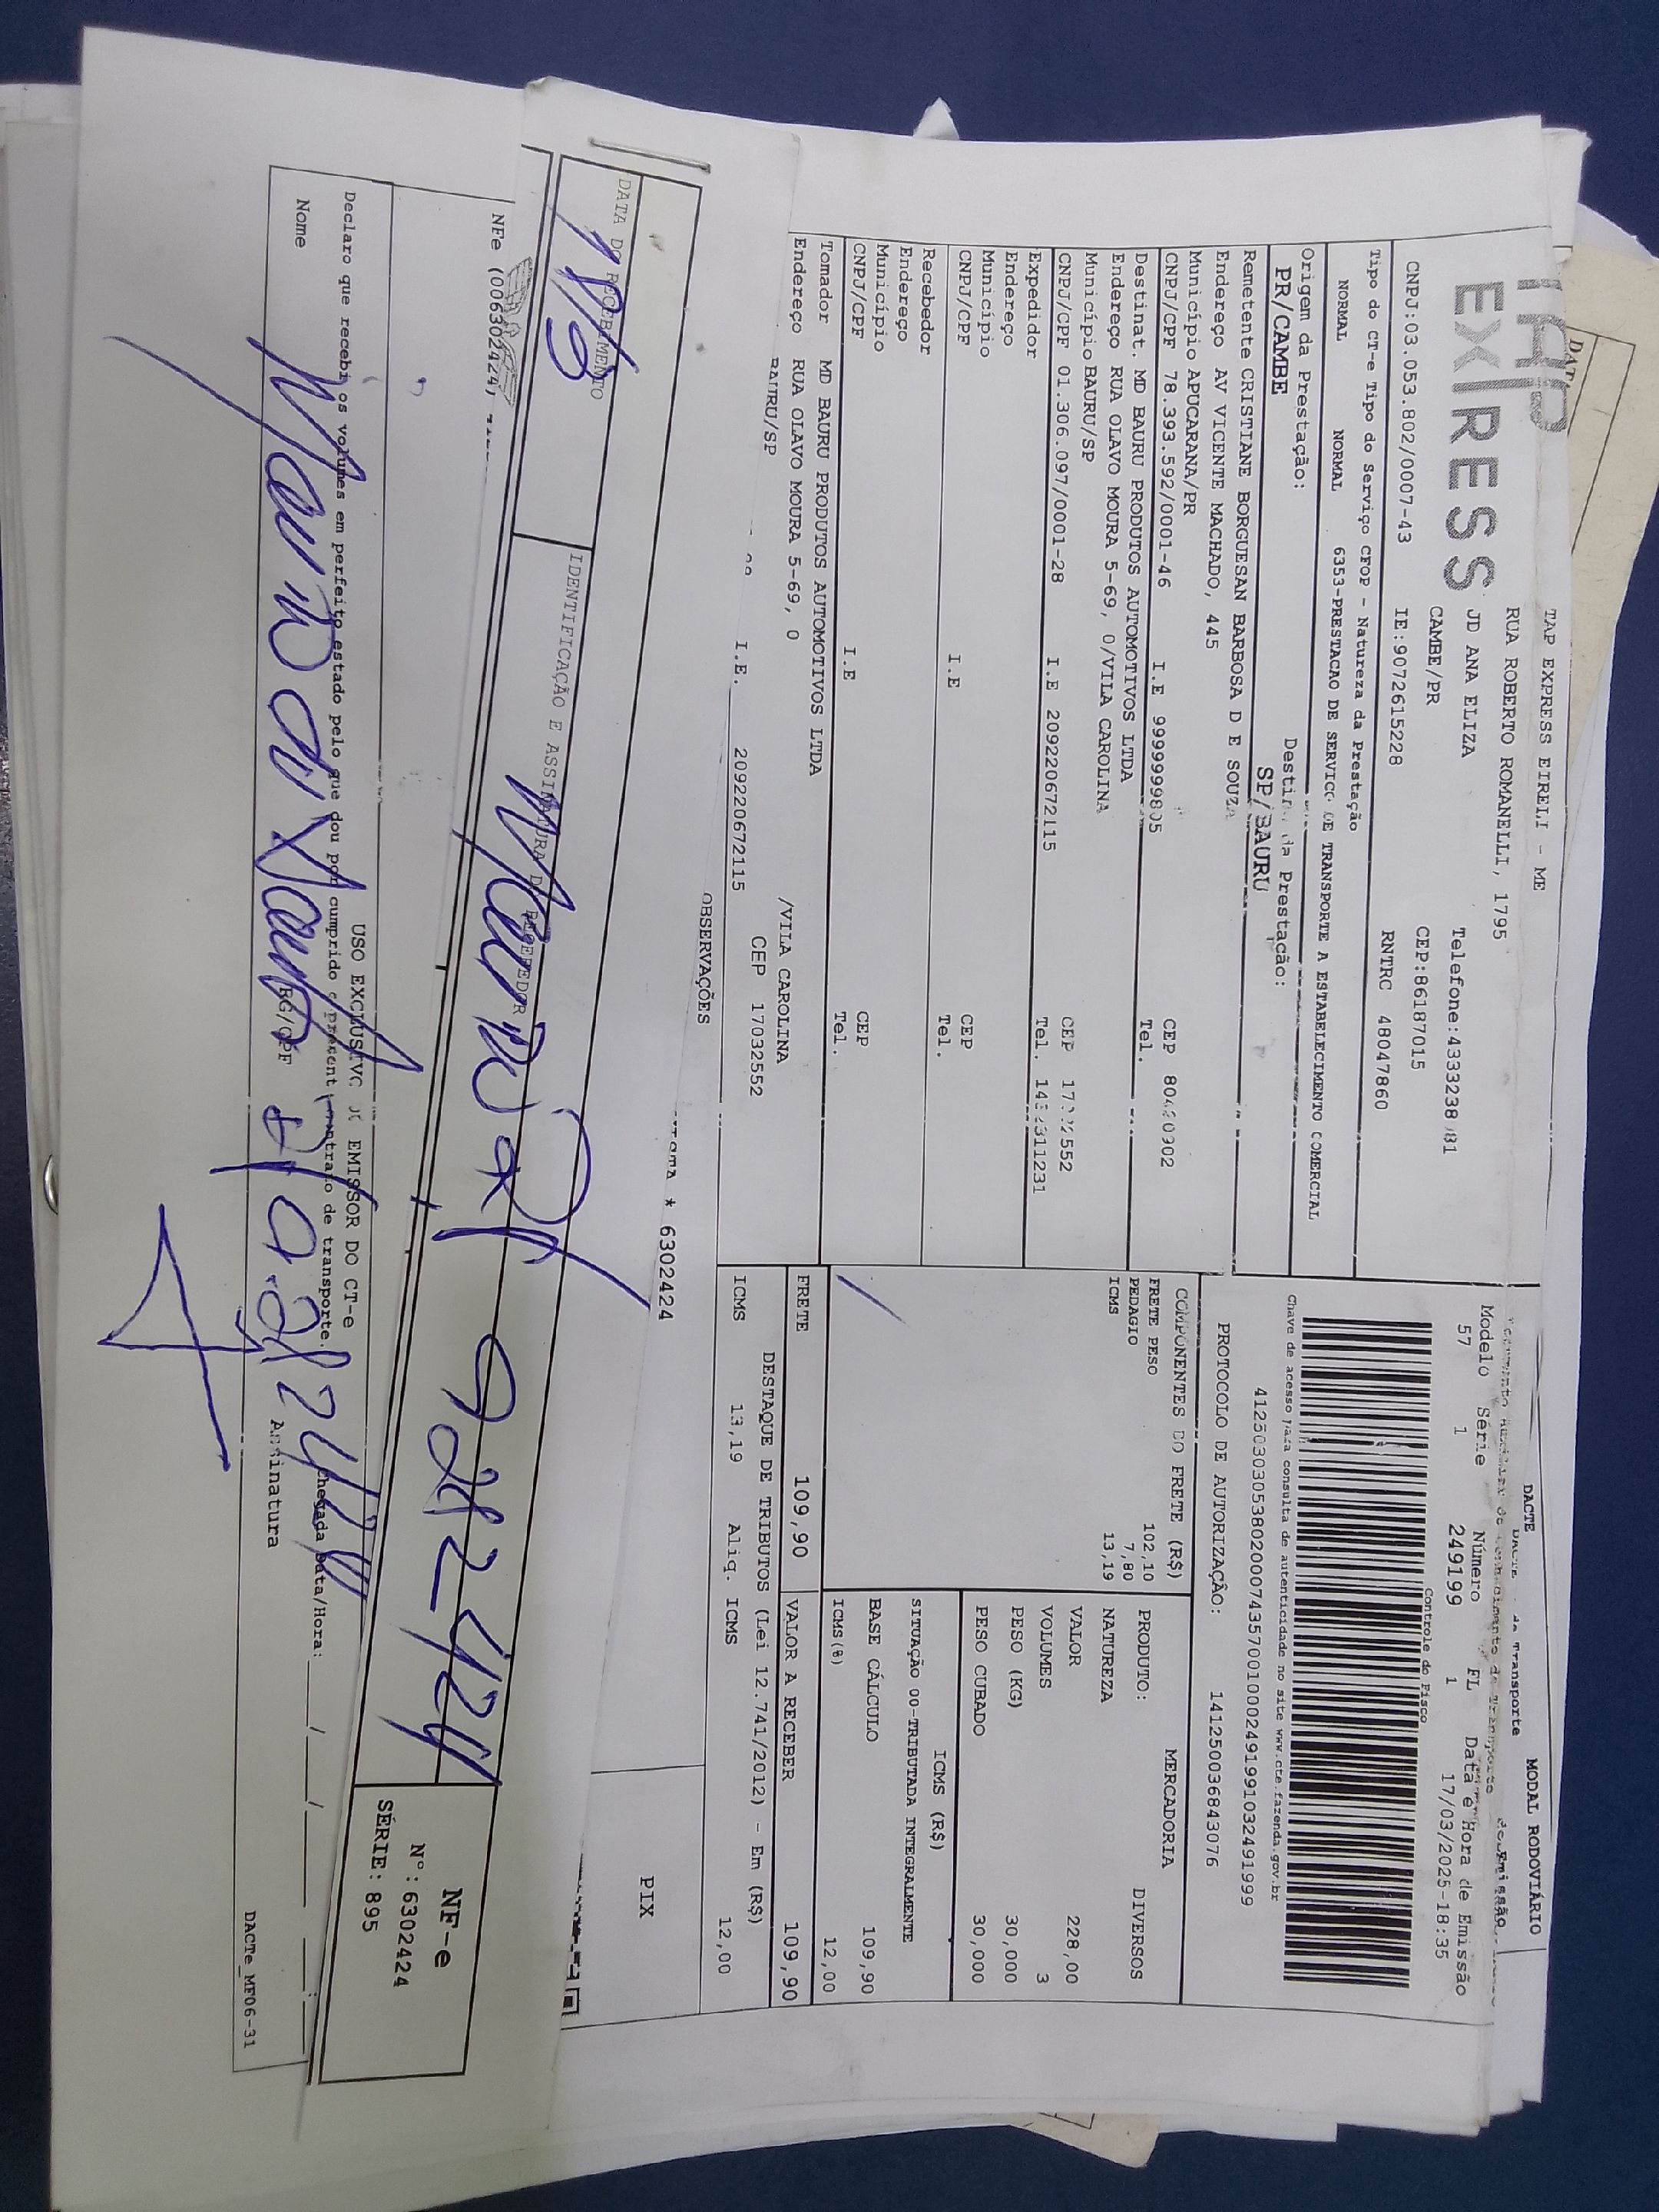 TAP
EXPRESS
TAP EXPRESS EIRELI - ME
RUA ROBERTO ROMANELLI, 1795
JD ANA ELIZA
CAMBE/PR
Telefone:4333238
CEP:86187015
CNPJ:03.053.802/0007-43 IE:9072615228 RNTRC 48047860
DACTE MODAL RODOVIÁRIO
Modelo Série Número FL Data e Hora de Emissão
57 1 249199 1 17/03/2025-18:35
Controle do Fisco
Tipo do CT-e Tipo do Serviço CFOP - Natureza da Prestação
NORMAL NORMAL 6353-PRESTACAO DE SERVICO DE TRANSPORTE A ESTABELECIMENTO COMERCIAL
Chave de acesso para consulta de autenticidade no site www.cte.fazenda.gov.br
Origem da Prestação: Destino da Prestação:
PR/CAMBE SP/BAURU
PROTOCOLO DE AUTORIZAÇÃO: 141250036843076
Remetente CRISTIANE BORGUESAN BARBOSA D E SOUZA
Endereço AV VICENTE MACHADO, 445
Município APUCARANA/PR CEP
CNPJ/CPF 78.393.592/0001-46 I.E 9999999805 Tel.
Destinat. MD BAURU PRODUTOS AUTOMOTIVOS LTDA
Endereço RUA OLAVO MOURA 5-69, 0/VILA CAROLINA
Município BAURU/SP CEP
CNPJ/CPF 01.306.097/0001-28 I.E 209220672115 Tel.
Expedidor
Endereço
Município CEP
CNPJ/CPF I.E Tel.
Recebedor
Endereço
Município CEP
CNPJ/CPF I.E Tel.
Tomador MD BAURU PRODUTOS AUTOMOTIVOS LTDA
Endereço RUA OLAVO MOURA 5-69, 0 /VILA CAROLINA
BAURU/SP CEP 17032552
I.E. 209220672115
COMPONENTES DO FRETE (R$)
FRETE PESO 102,10
PEDAGIO 7,80
ICMS 13,19
MERCADORIA
PRODUTO: DIVERSOS
NATUREZA
VALOR 228,00
VOLUMES 3
PESO (KG) 30,000
PESO CUBADO 30,000
ICMS (R$)
SITUAÇÃO 00-TRIBUTADA INTEGRALMENTE
BASE CÁLCULO 109,90
ICMS(%) 12,00
FRETE 109,90 VALOR A RECEBER 109,90
DESTAQUE DE TRIBUTOS (Lei 12.741/2012) - Em (R$)
ICMS 13,19 Aliq. ICMS 12,00
OBSERVAÇÕES
* 6302424
PIX
DATA DO RECEBIMENTO
18/3
IDENTIFICAÇÃO E ASSINATURA DO RECEBEDOR
NF-e
Nº: 6302424
SÉRIE: 895
NFe (006302424)
USO EXCLUSIVO DO EMISSOR DO CT-e
Declaro que recebi os volumes em perfeito estado pelo que dou por cumprido o presente contrato de transporte. Chegada Data/Hora: / /
Nome RG/CPF Assinatura
DACTe_MF06-31